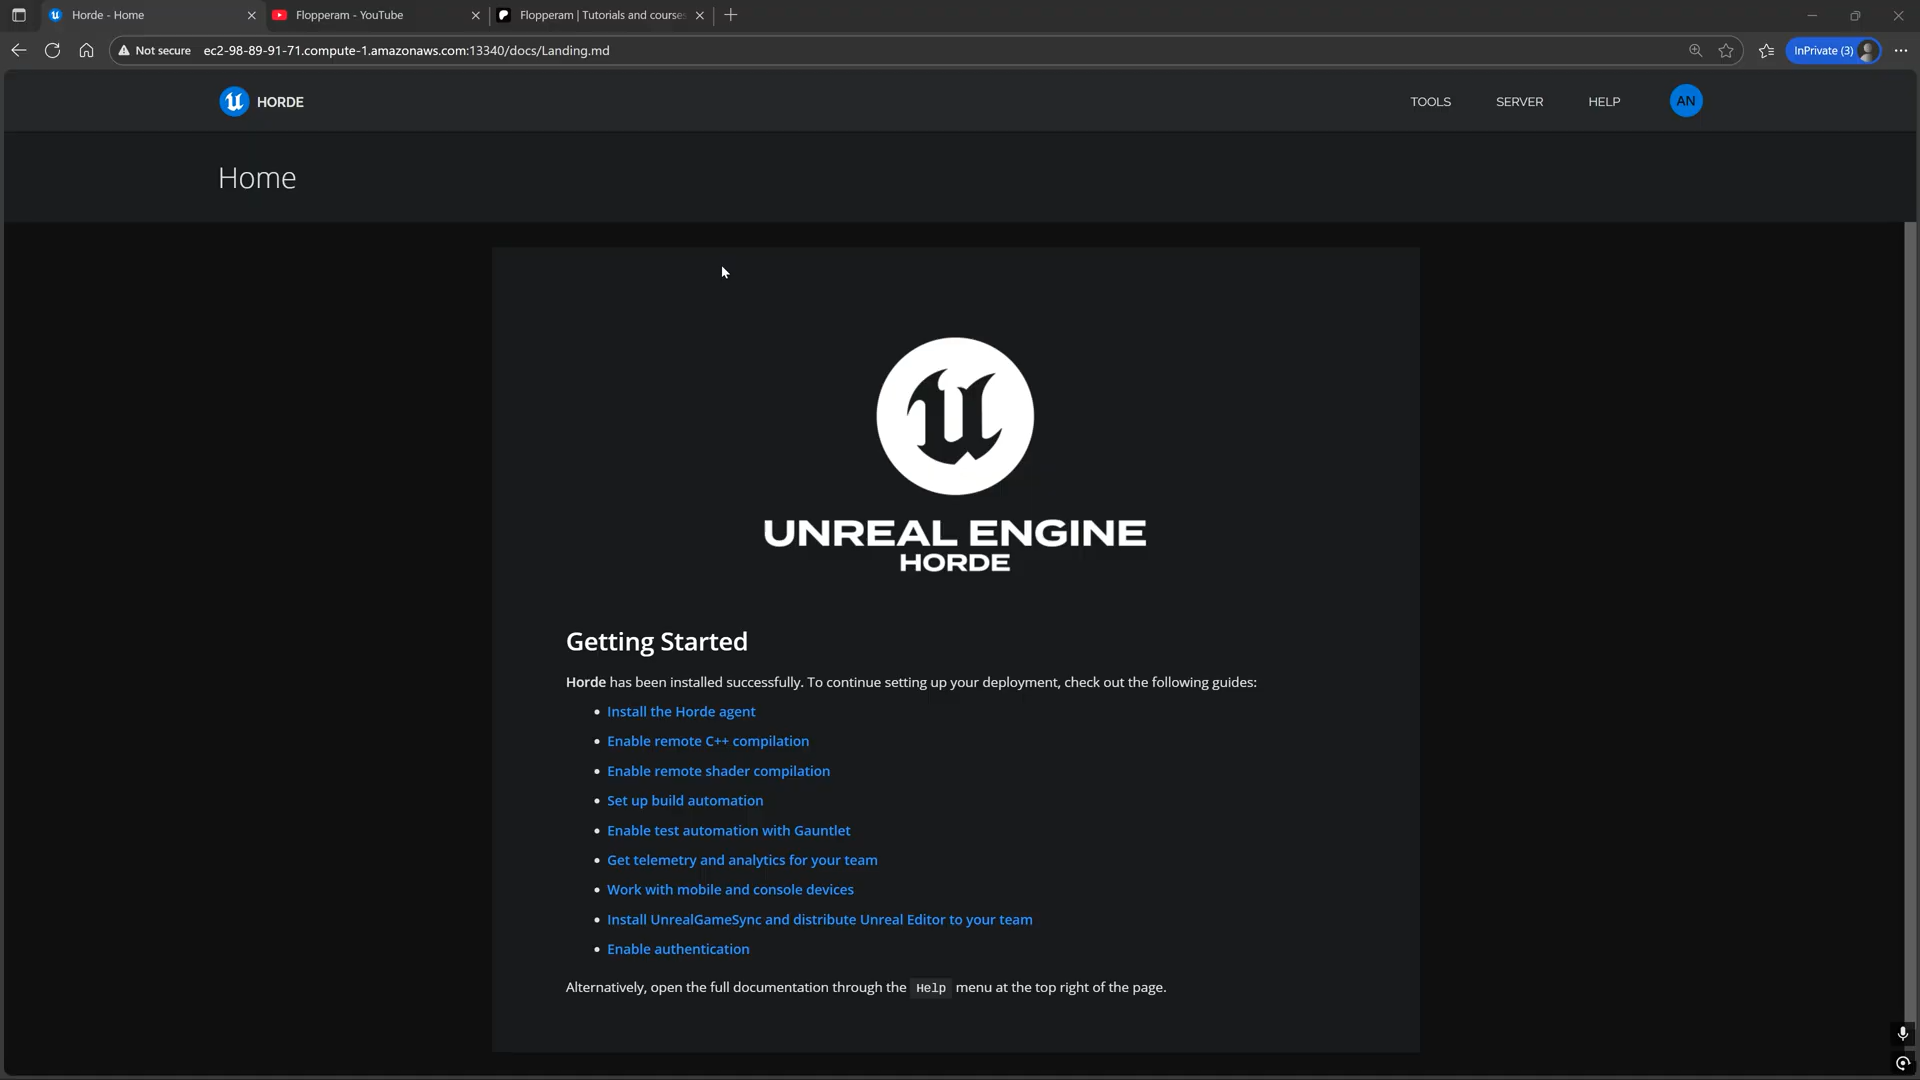 Horde - Home
Flopperam - YouTube
Flopperam | Tutorials and courses
Not secure
ec2-98-89-91-71.compute-1.amazonaws.com:13340/docs/Landing.md
InPrivate (3)
HORDE
TOOLS
SERVER
HELP
AN
Home
UNREAL ENGINE
HORDE
Getting Started
Horde has been installed successfully. To continue setting up your deployment, check out the following guides:
• Install the Horde agent
• Enable remote C++ compilation
• Enable remote shader compilation
• Set up build automation
• Enable test automation with Gauntlet
• Get telemetry and analytics for your team
• Work with mobile and console devices
• Install UnrealGameSync and distribute Unreal Editor to your team
• Enable authentication
Alternatively, open the full documentation through the Help menu at the top right of the page.